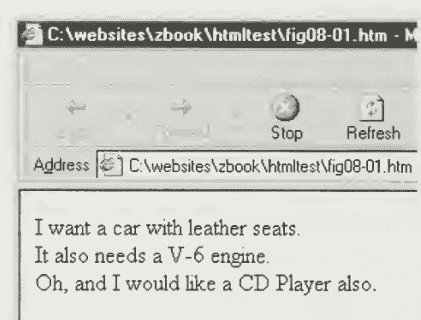 C:\websites\zbook\htmltest\fig08-01.htm - M
Stop Refresh
Address C:\websites\zbook\htmltest\fig08-01.htm
I want a car with leather seats.
It also needs a V-6 engine.
Oh, and I would like a CD Player also.